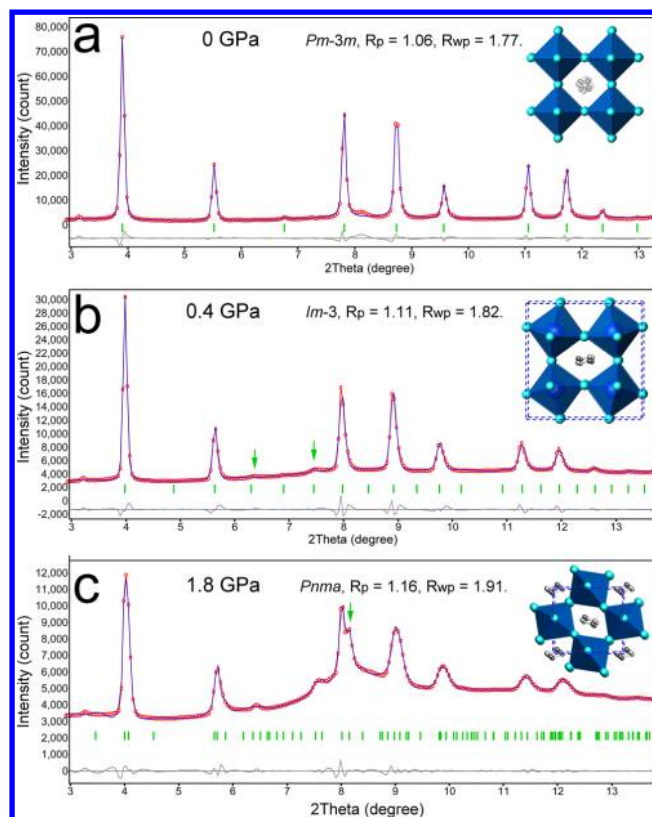 a
0 GPa
Pm-3m, Rp = 1.06, Rwp = 1.77.
Intensity (count)
80,000
70,000
60,000
50,000
40,000
30,000
20,000
10,000
0
3 4 5 6 7 8 9 10 11 12 13
2Theta (degree)
b
0.4 GPa
Im-3, Rp = 1.11, Rwp = 1.82.
Intensity (count)
30,000
28,000
26,000
24,000
22,000
20,000
18,000
16,000
14,000
12,000
10,000
8,000
6,000
4,000
2,000
0
-2,000
3 4 5 6 7 8 9 10 11 12 13
2Theta (degree)
c
1.8 GPa
Pnma, Rp = 1.16, Rwp = 1.91.
Intensity (count)
12,000
11,000
10,000
9,000
8,000
7,000
6,000
5,000
4,000
3,000
2,000
1,000
0
3 4 5 6 7 8 9 10 11 12 13
2Theta (degree)